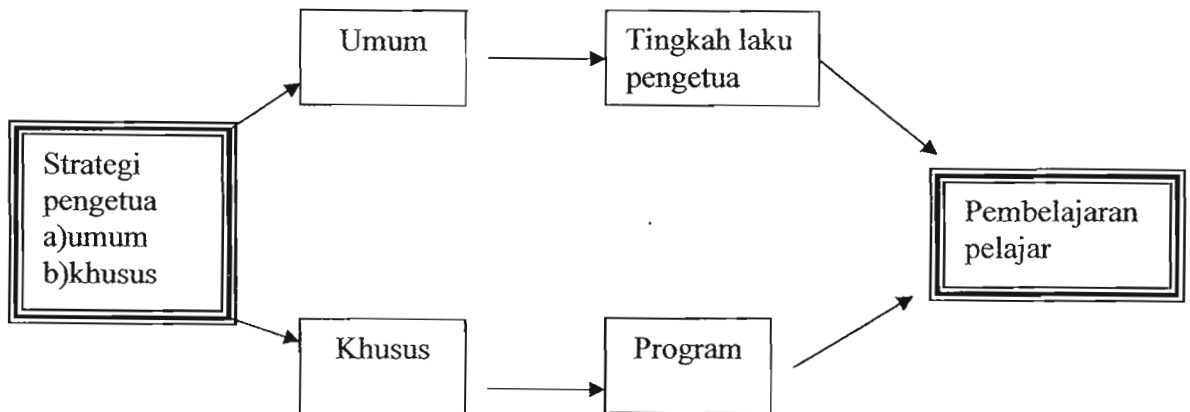 Umum
Tingkah laku
pengetua
Strategi
pengetua
a)umum
b)khusus
Pembelajaran
pelajar
Khusus
Program